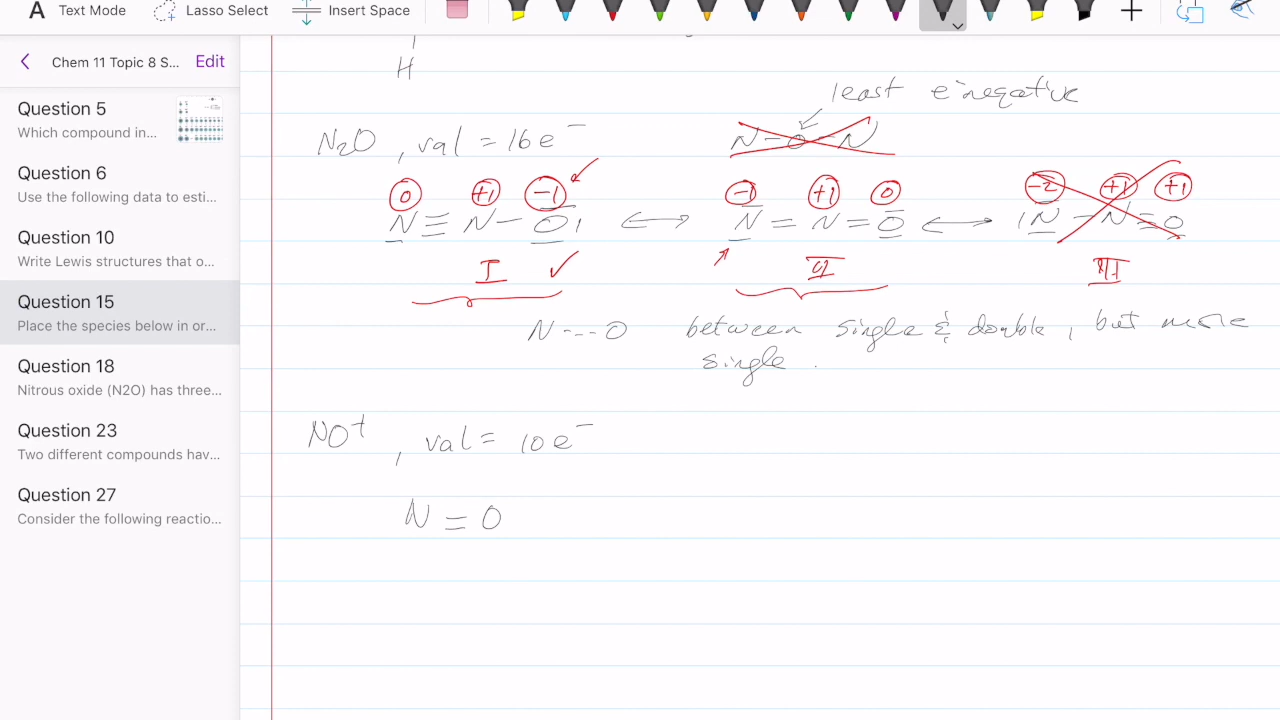 A Text Mode Lasso Select Insert Space
Chem 11 Topic 8 S... Edit
Question 5
Which compound in...
Question 6
Use the following data to esti...
Question 10
Write Lewis structures that o...
Question 15
Place the species below in or...
Question 18
Nitrous oxide (N2O) has three...
Question 23
Two different compounds hav...
Question 27
Consider the following reactio...
H
least e'negative
N₂O , val = 16e⁻ N–O–N
0 +1 -1 -1 +1 0 -2 +1 +1
N≡N–O| ⟷ N=N=O ⟷ |N–N≡O
I ✓ II III
N---O between single & double, but more
single.
NO⁺ , val = 10e⁻
N=O